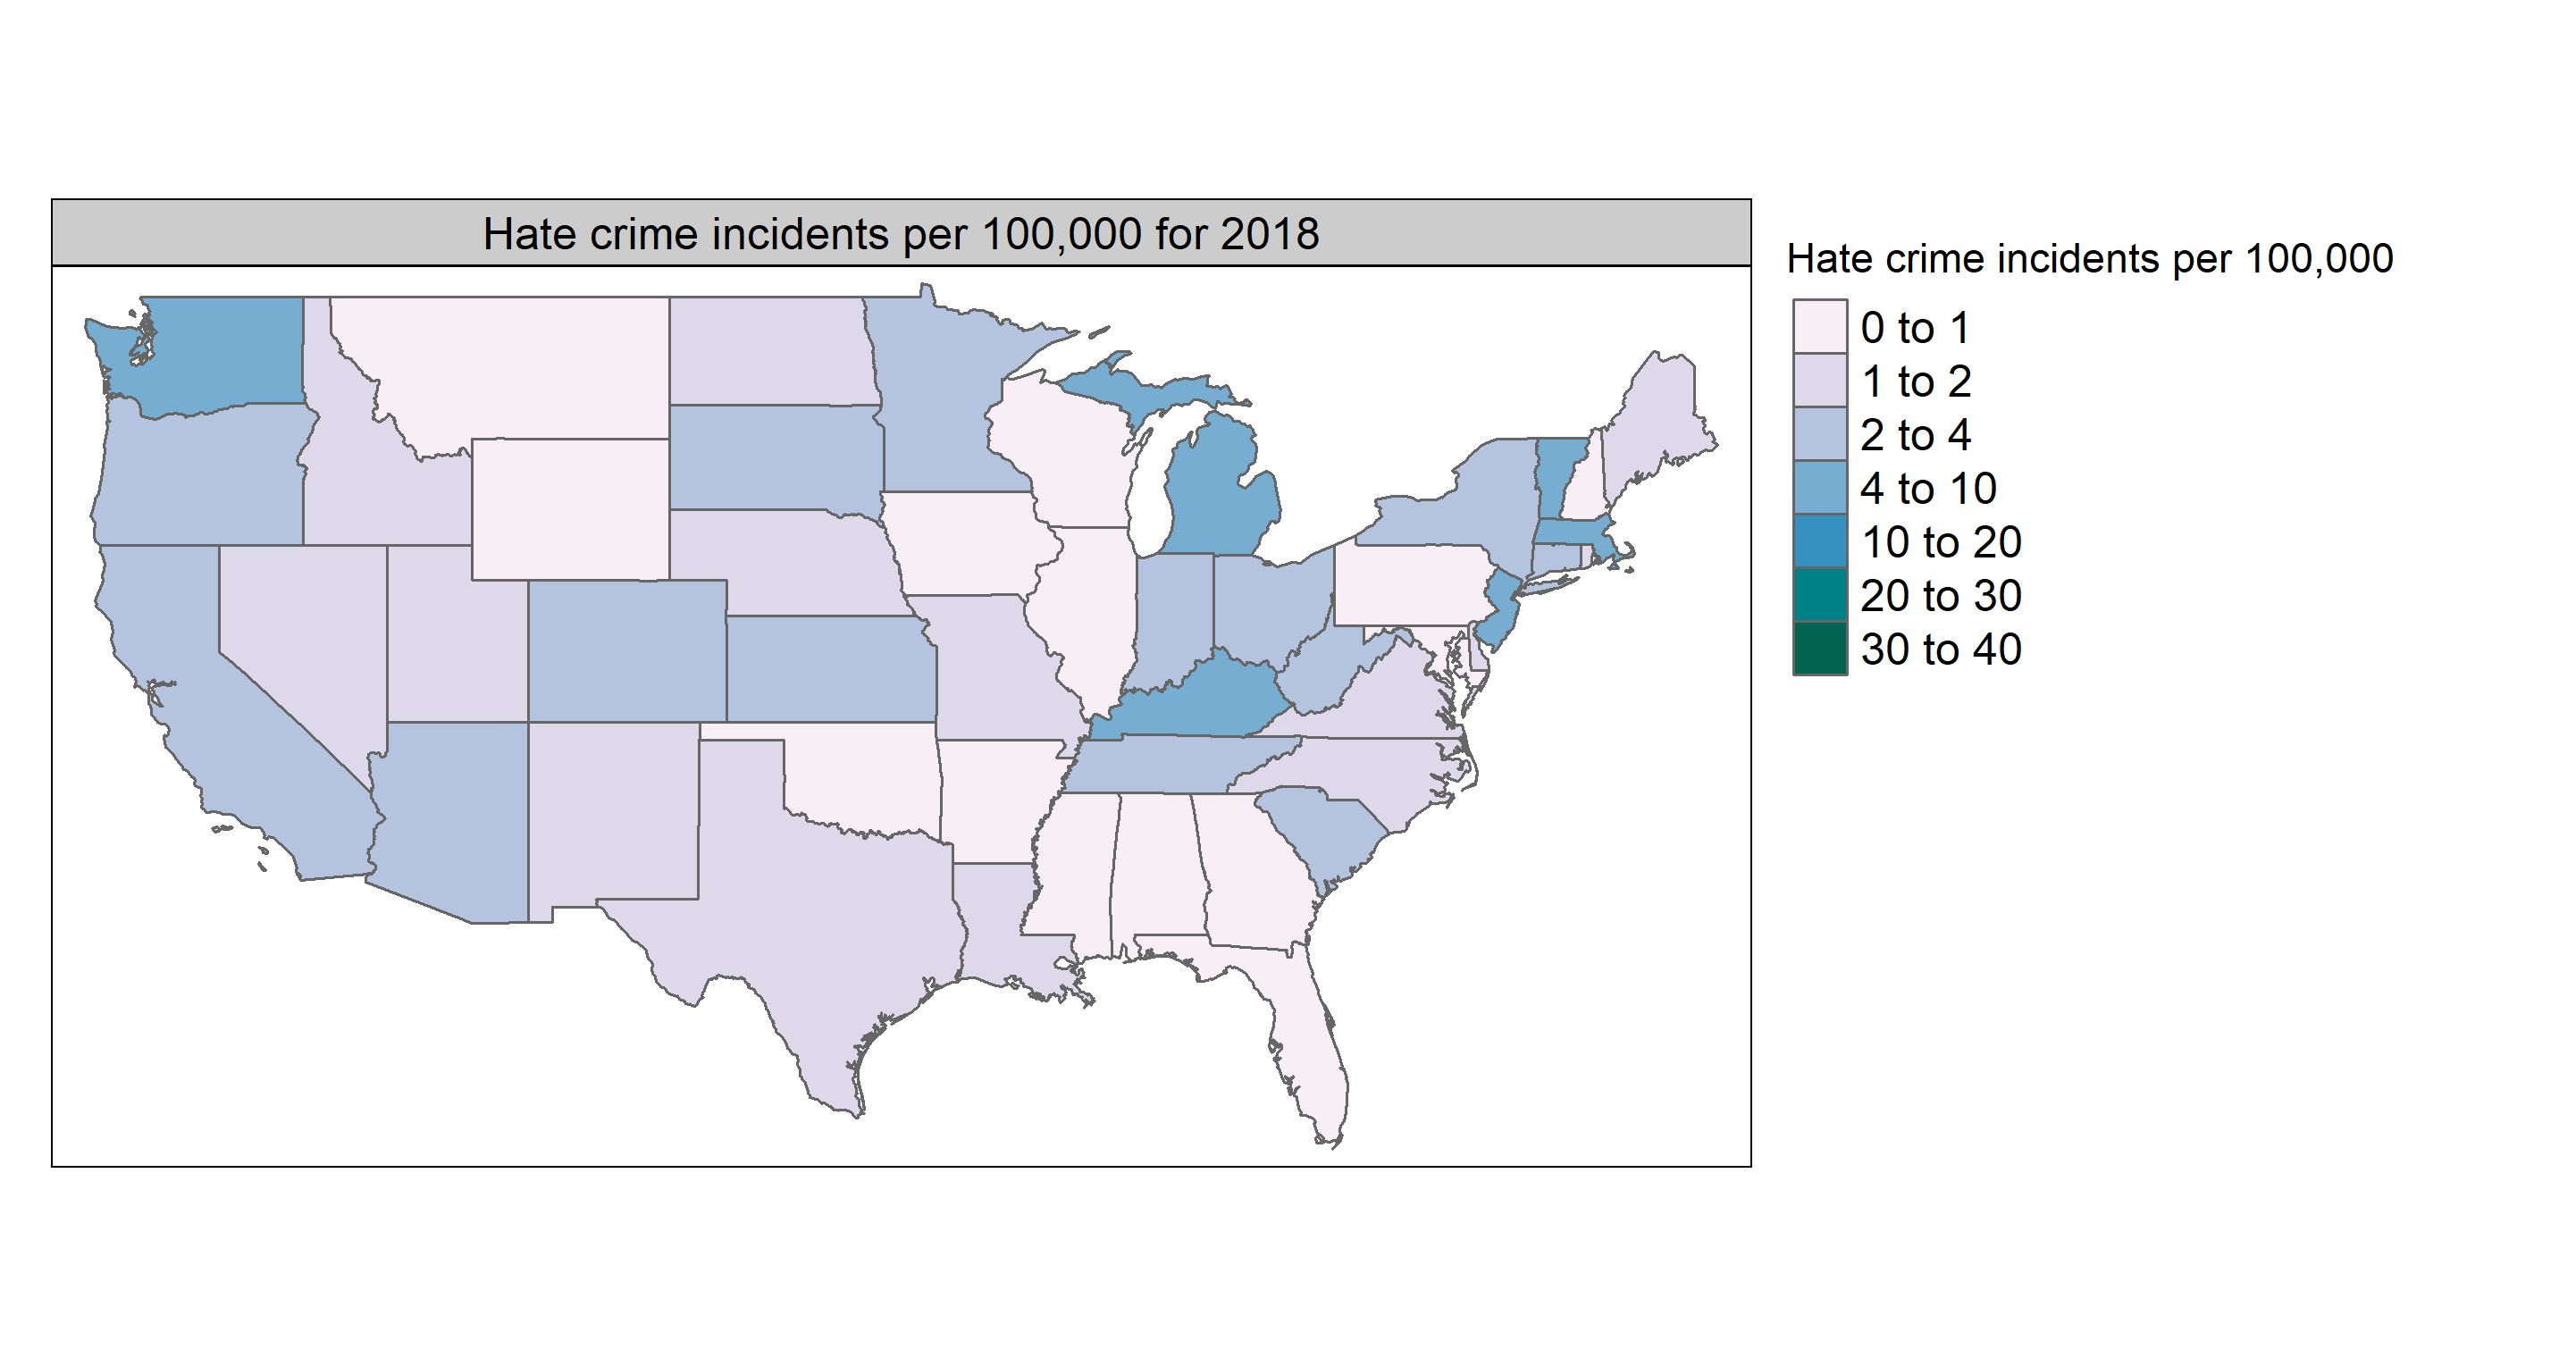 Hate crime incidents per 100,000 for 2018
Hate crime incidents per 100,000
0 to 1
1 to 2
2 to 4
4 to 10
10 to 20
20 to 30
30 to 40